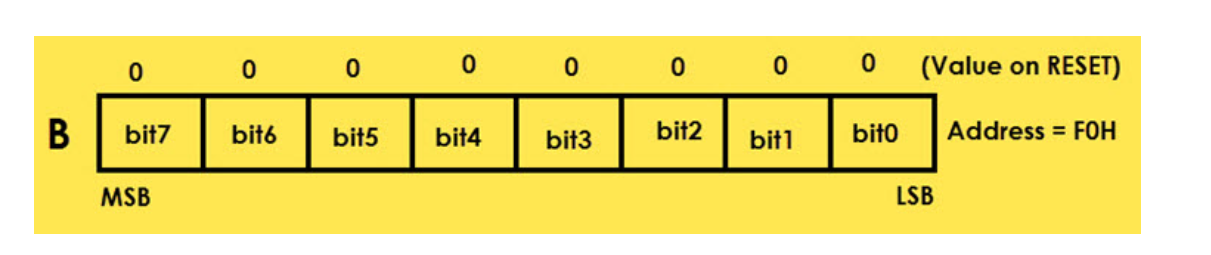 0 0 0 0 0 0 0 0 (Value on RESET)
B bit7 bit6 bit5 bit4 bit3 bit2 bit1 bit0 Address = F0H
MSB LSB